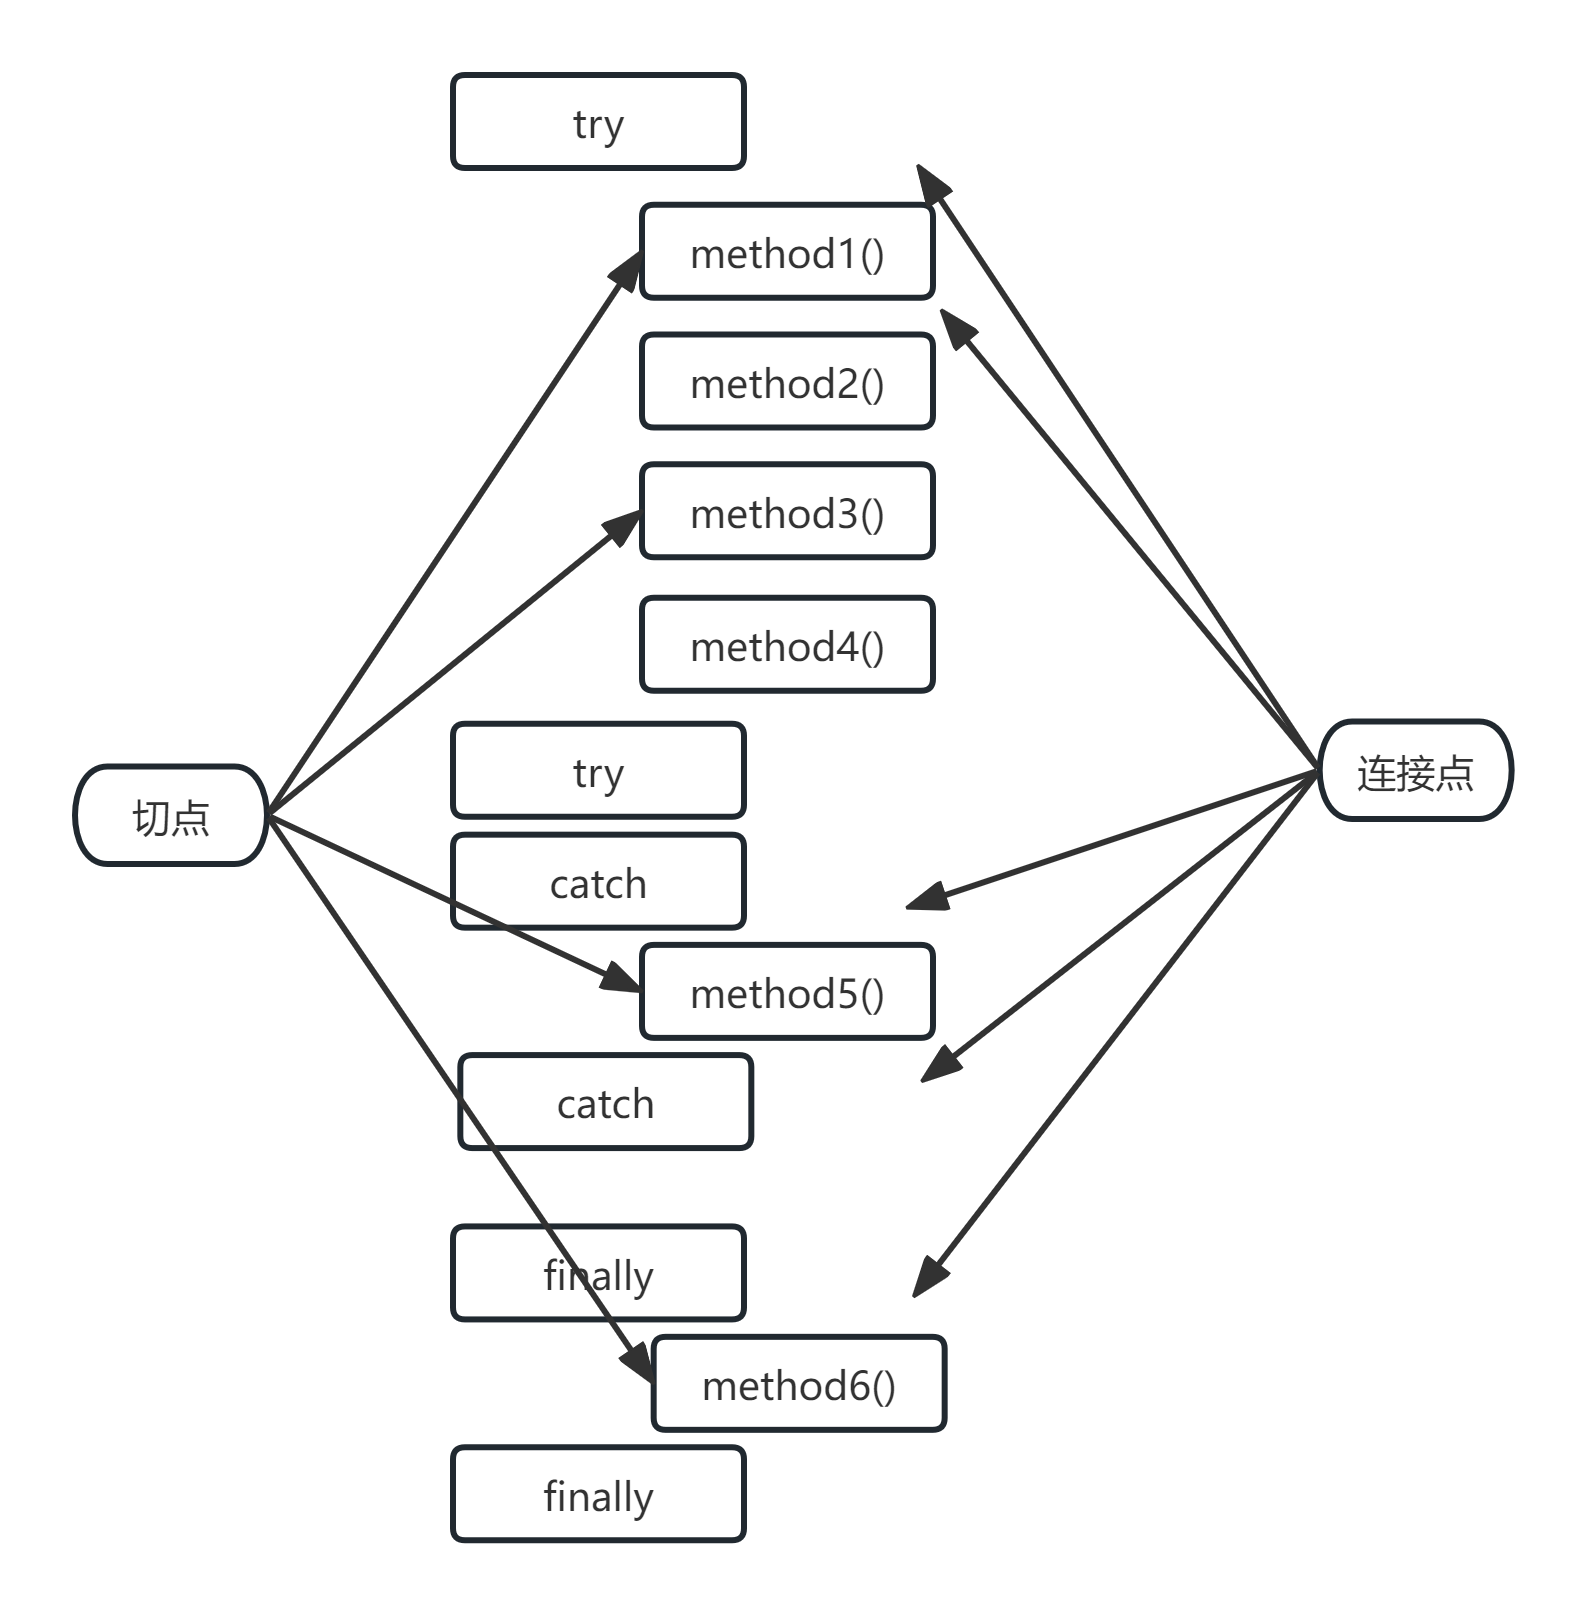 try
method1()
method2()
method3()
method4()
try
连接点
切点
catch
method5()
catch
finally
method6()
finally